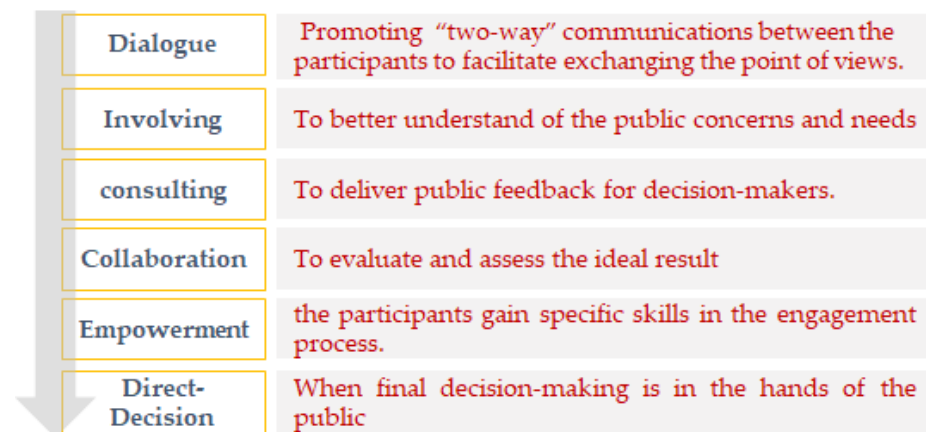 Dialogue
Promoting “two-way” communications between the
participants to facilitate exchanging the point of views.
Involving
To better understand of the public concerns and needs
consulting
To deliver public feedback for decision-makers.
Collaboration
To evaluate and assess the ideal result
Empowerment
the participants gain specific skills in the engagement
process.
Direct-
Decision
When final decision-making is in the hands of the
public